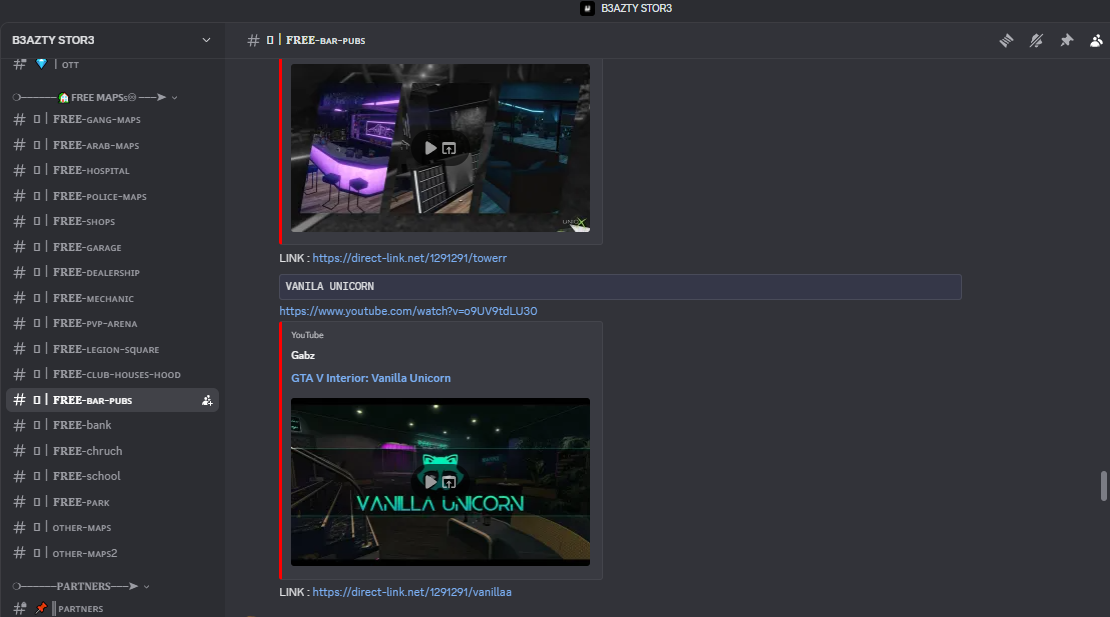 B3AZTY STOR3
B3AZTY STOR3
OTT
FREE MAPSs
FREE-GANG-MAPS
FREE-ARAB-MAPS
FREE-HOSPITAL
FREE-POLICE-MAPS
FREE-SHOPS
FREE-GARAGE
FREE-DEALERSHIP
FREE-MECHANIC
FREE-PVP-ARENA
FREE-LEGION-SQUARE
FREE-CLUB-HOUSES-HOOD
FREE-BAR-PUBS
FREE-bank
FREE-chruch
FREE-school
FREE-PARK
OTHER-MAPS
OTHER-MAPS2
PARTNERS
PARTNERS
# | FREE-BAR-PUBS
UNIQX
LINK : https://direct-link.net/1291291/towerr
VANILA UNICORN
https://www.youtube.com/watch?v=o9UV9tdLU30
YouTube
Gabz
GTA V Interior: Vanilla Unicorn
VANILLA UNICORN
LINK : https://direct-link.net/1291291/vanillaa